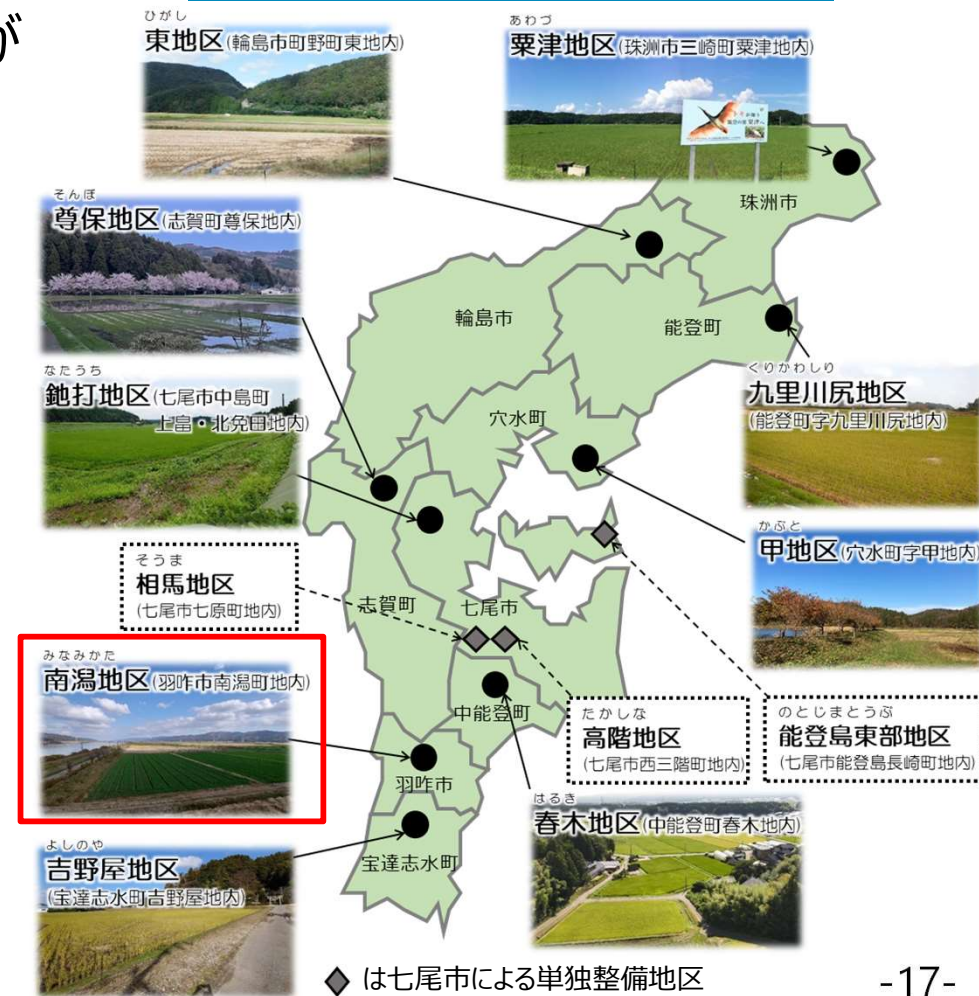 が
ひがし
東地区(輪島市町野町東地内)
あわづ
粟津地区(珠洲市三崎町粟津地内)
珠洲市
そんぼ
尊保地区(志賀町尊保地内)
輪島市
能登町
なたうち
鉈打地区(七尾市中島町
上畠・北免田地内)
くりかわしり
九里川尻地区
(能登町字九里川尻地内)
穴水町
かぶと
甲地区(穴水町字甲地内)
そうま
相馬地区
(七尾市七原町地内)
志賀町
七尾市
みなみかた
南潟地区(羽咋市南潟町地内)
中能登町
たかしな
高階地区
(七尾市西三階町地内)
のとじまとうぶ
能登島東部地区
(七尾市能登島長崎町地内)
羽咋市
はるき
春木地区(中能登町春木地内)
よしのや
吉野屋地区
(宝達志水町吉野屋地内)
宝達志水町
は七尾市による単独整備地区
-17-